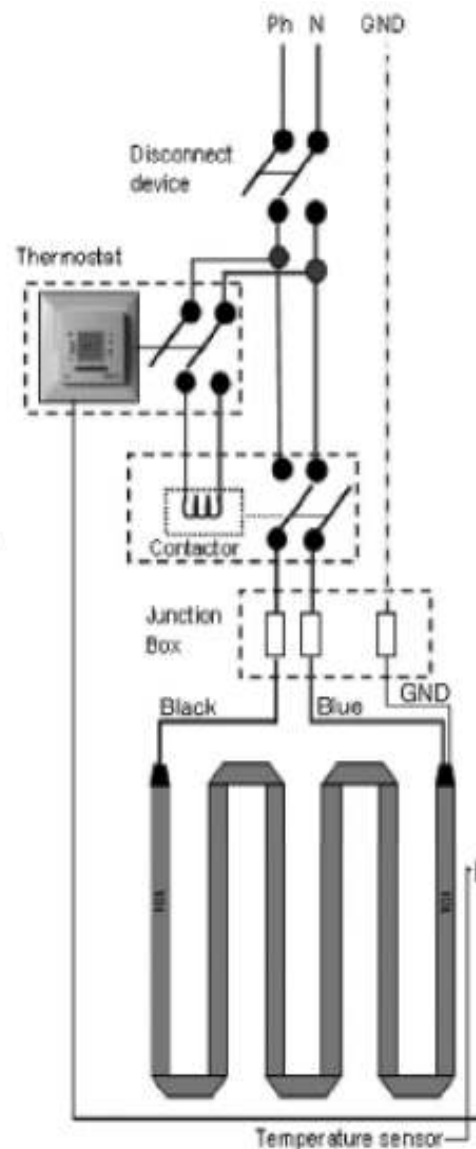 Ph N GND
Disconnect
device
Thermostat
Contactor
Junction
Box
GND
Black Blue
Temperature sensor